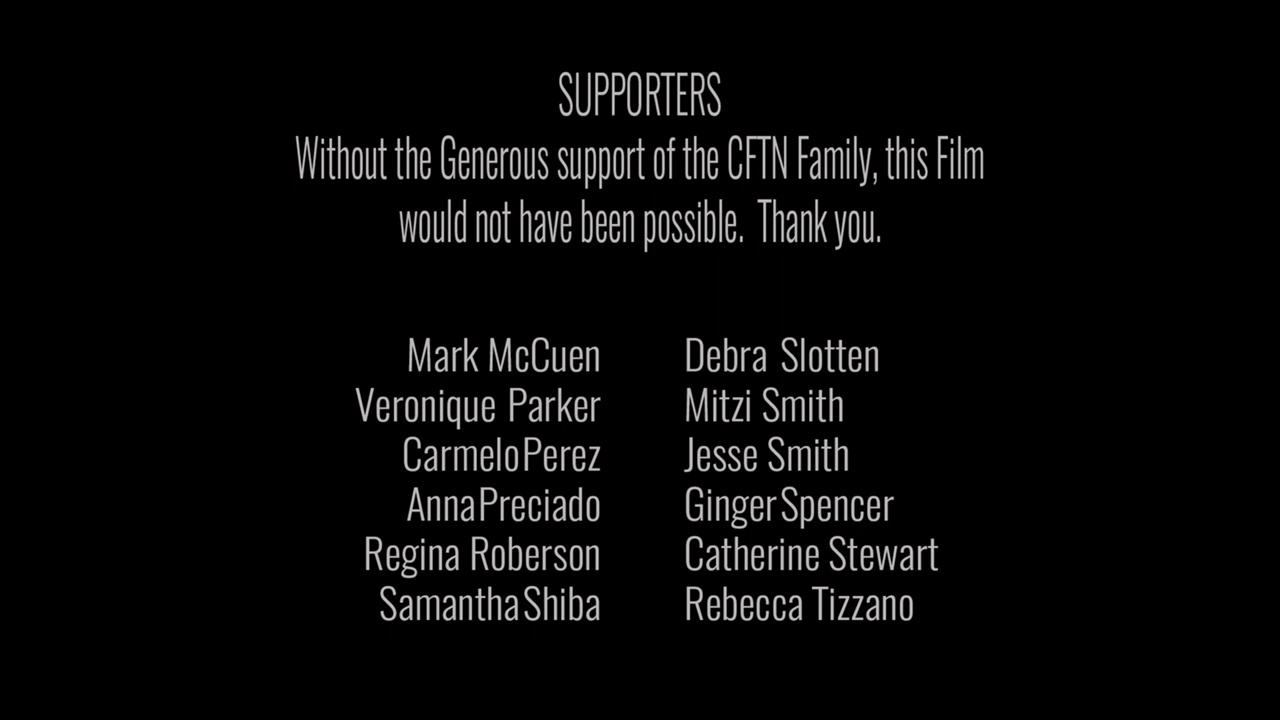 SUPPORTERS
Without the Generous support of the CFTN Family, this Film
would not have been possible.  Thank you.
Mark McCuen
Veronique Parker
Carmelo Perez
Anna Preciado
Regina Roberson
Samantha Shiba
Debra Slotten
Mitzi Smith
Jesse Smith
Ginger Spencer
Catherine Stewart
Rebecca Tizzano